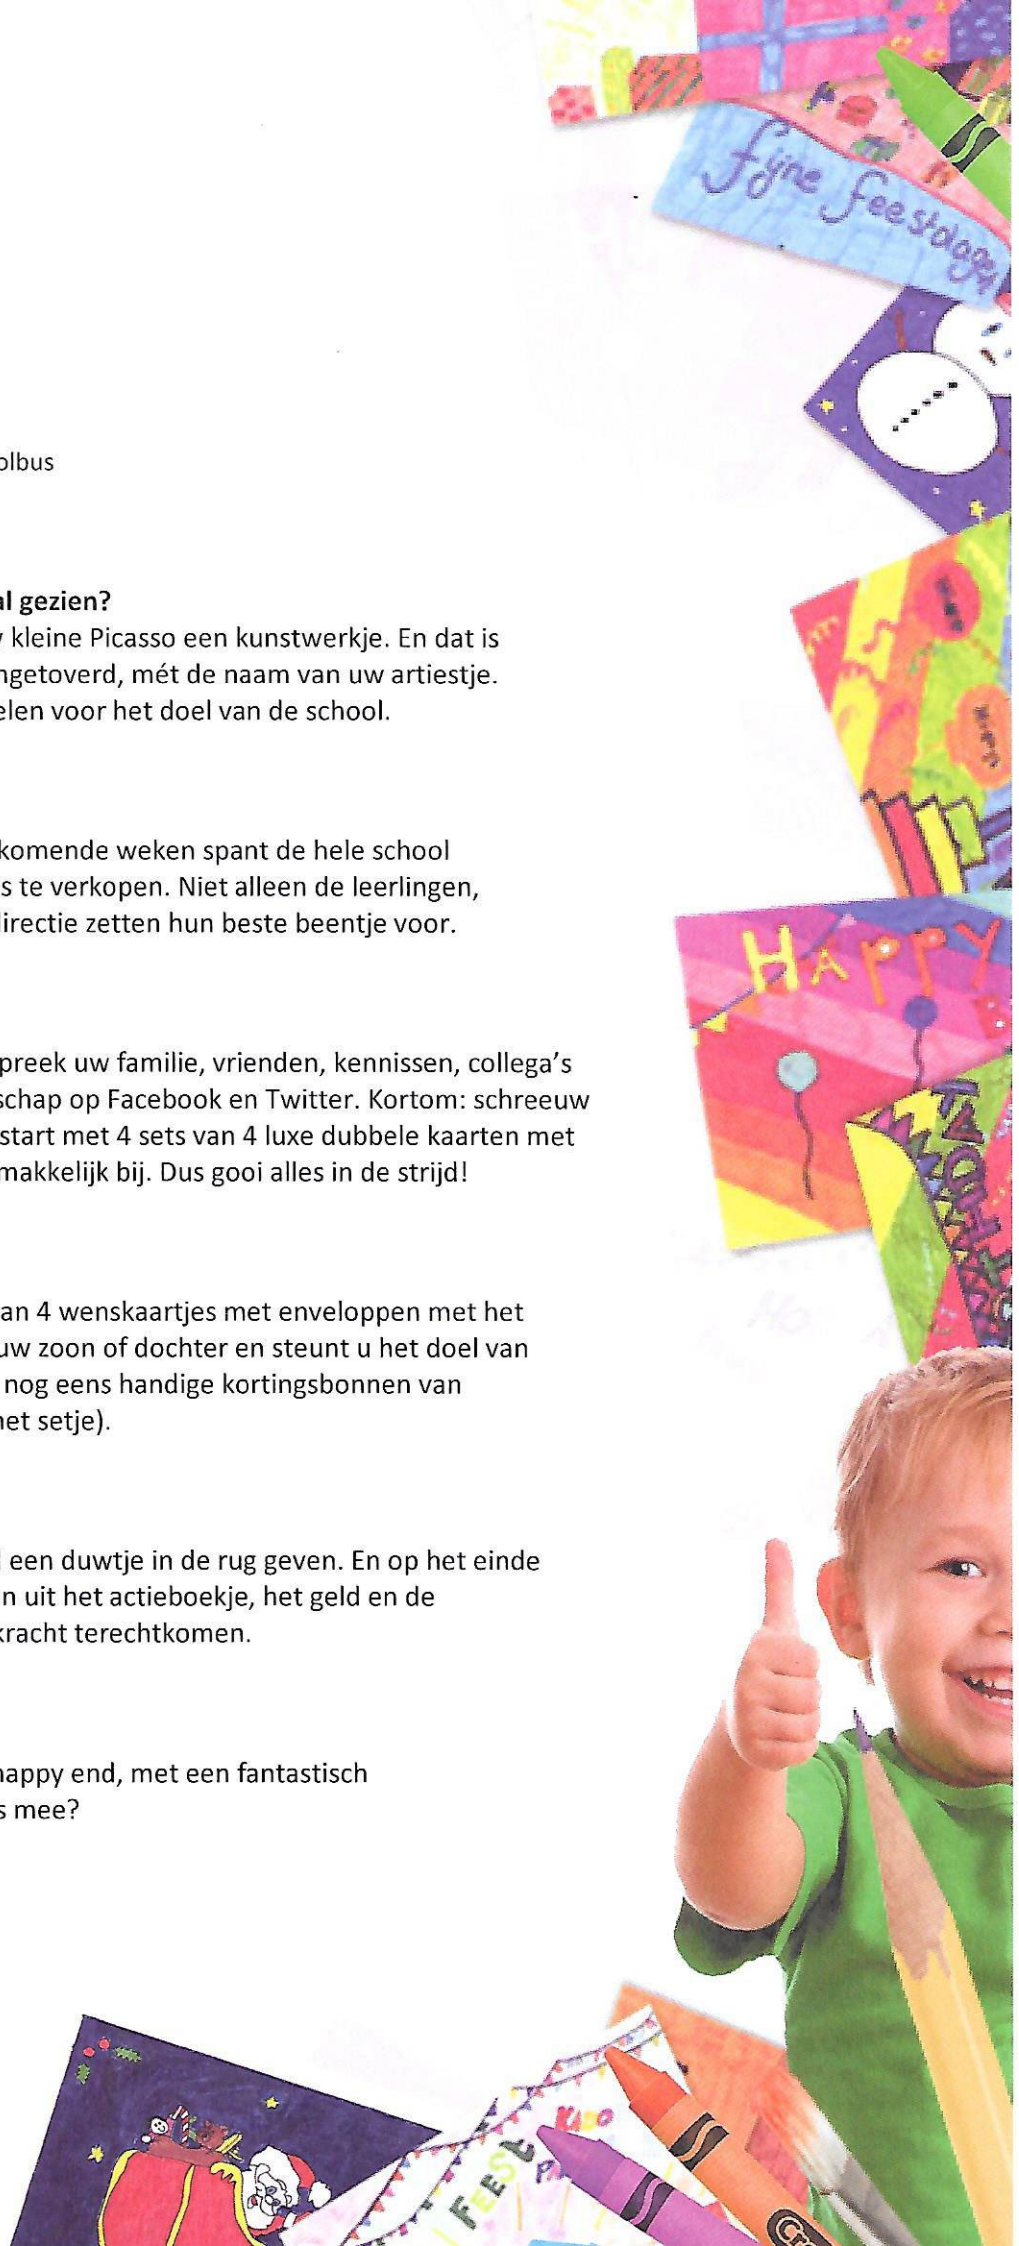 fijne feestdagen
olbus
al gezien?
kleine Picasso een kunstwerkje. En dat is
ngetoverd, mét de naam van uw artiestje.
elen voor het doel van de school.
komende weken spant de hele school
s te verkopen. Niet alleen de leerlingen,
directie zetten hun beste beentje voor.
HAPPY
preek uw familie, vrienden, kennissen, collega's
schap op Facebook en Twitter. Kortom: schreeuw
start met 4 sets van 4 luxe dubbele kaarten met
makkelijk bij. Dus gooi alles in de strijd!
an 4 wenskaartjes met enveloppen met het
uw zoon of dochter en steunt u het doel van
nog eens handige kortingsbonnen van
het setje).
een duwtje in de rug geven. En op het einde
n uit het actieboekje, het geld en de
kracht terechtkomen.
happy end, met een fantastisch
s mee?
KADO
FEEST
Cra